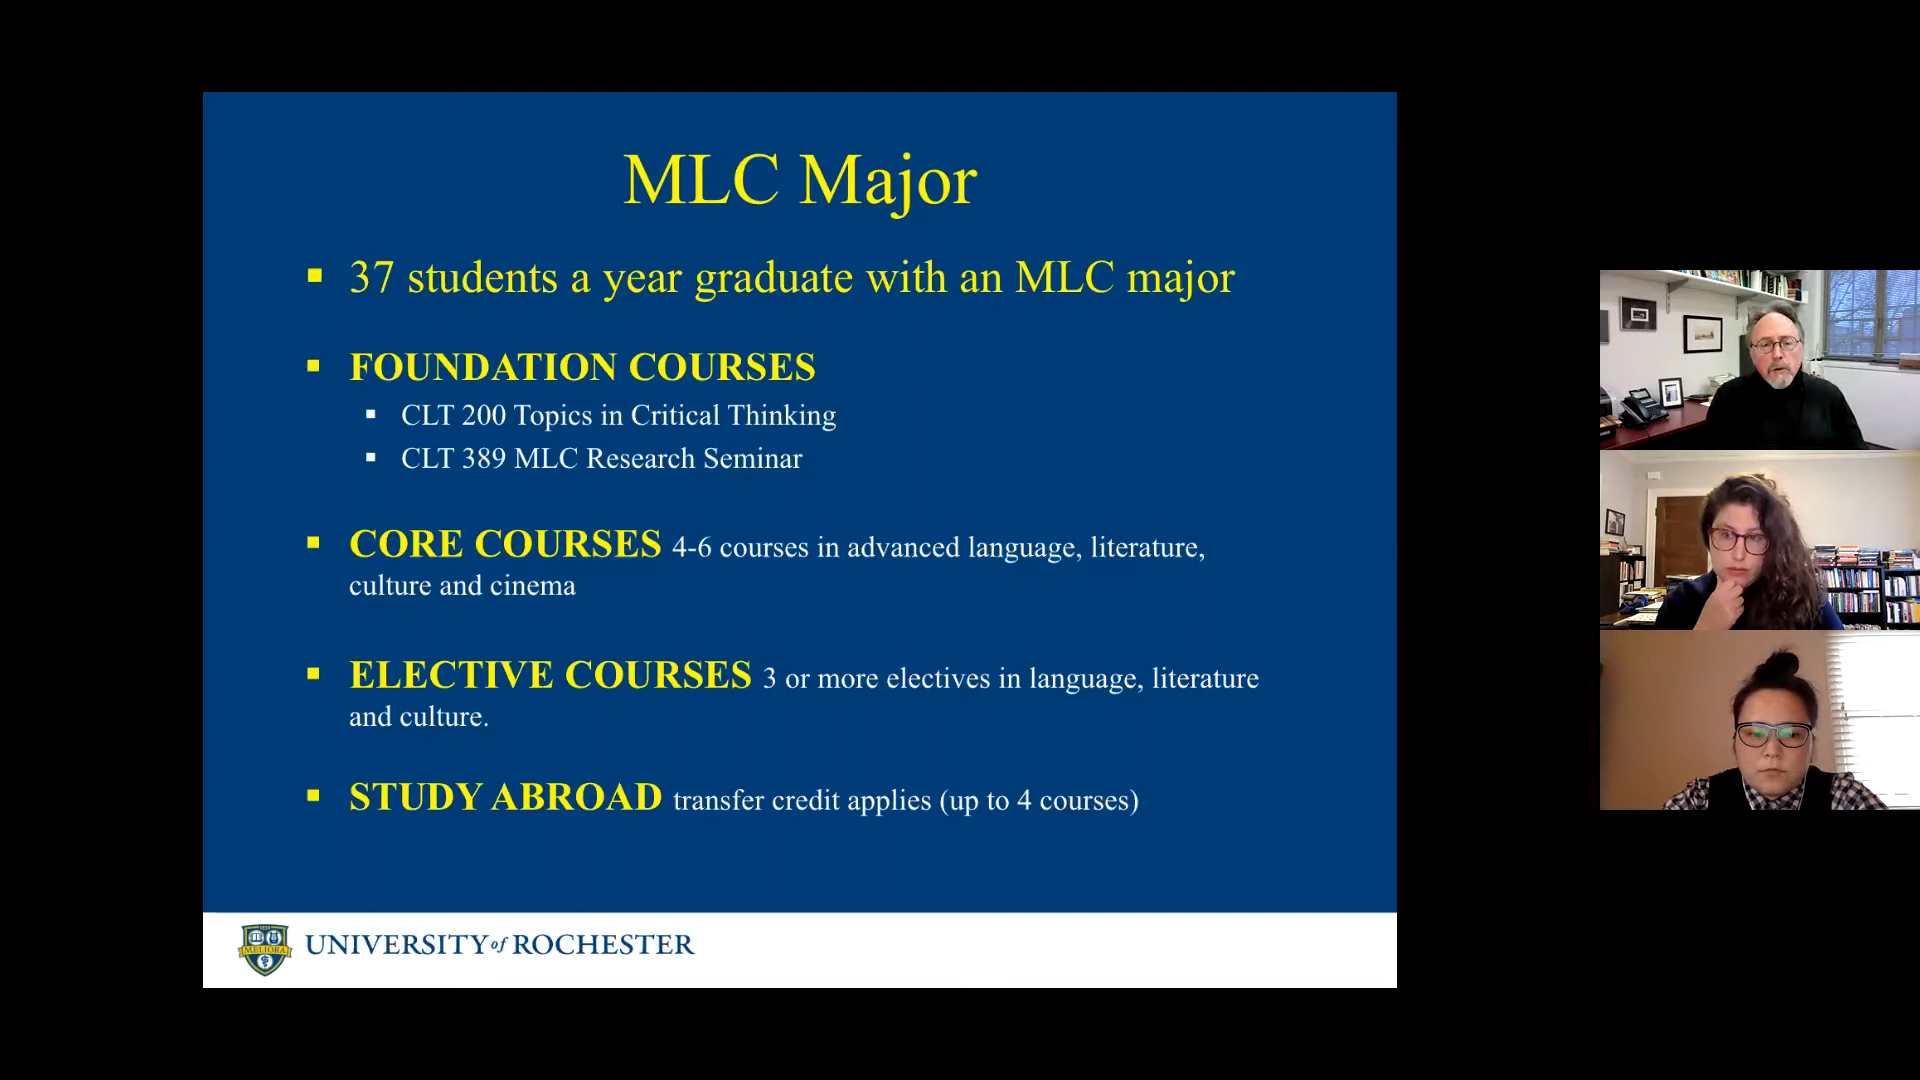 MLC Major
▪ 37 students a year graduate with an MLC major
▪ FOUNDATION COURSES
▪ CLT 200 Topics in Critical Thinking
▪ CLT 389 MLC Research Seminar
▪ CORE COURSES 4-6 courses in advanced language, literature,
culture and cinema
▪ ELECTIVE COURSES 3 or more electives in language, literature
and culture.
▪ STUDY ABROAD transfer credit applies (up to 4 courses)
MELIORA
UNIVERSITY of ROCHESTER